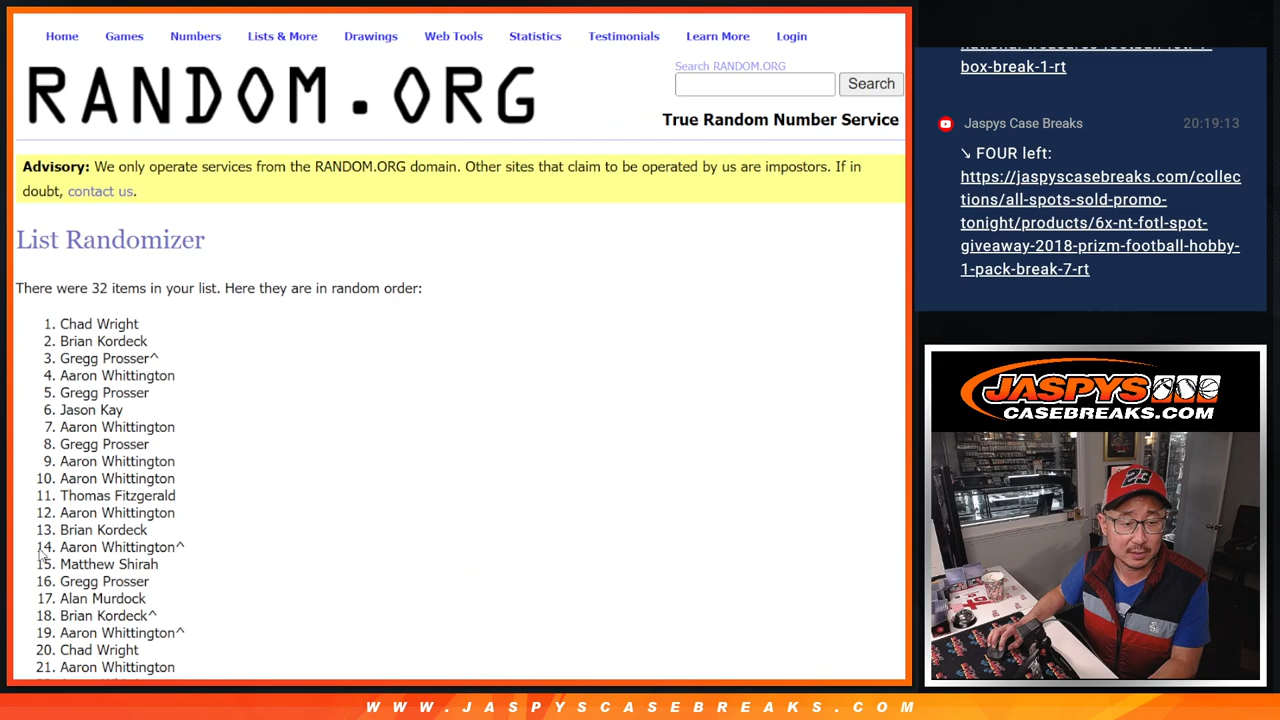 Home Games Numbers Lists & More Drawings Web Tools Statistics Testimonials Learn More Login
RANDOM.ORG
Search RANDOM.ORG
Search
True Random Number Service
Advisory: We only operate services from the RANDOM.ORG domain. Other sites that claim to be operated by us are impostors. If in
doubt, contact us.
List Randomizer
There were 32 items in your list. Here they are in random order:
1. Chad Wright
2. Brian Kordeck
3. Gregg Prosser^
4. Aaron Whittington
5. Gregg Prosser
6. Jason Kay
7. Aaron Whittington
8. Gregg Prosser
9. Aaron Whittington
10. Aaron Whittington
11. Thomas Fitzgerald
12. Aaron Whittington
13. Brian Kordeck
14. Aaron Whittington^
15. Matthew Shirah
16. Gregg Prosser
17. Alan Murdock
18. Brian Kordeck^
19. Aaron Whittington^
20. Chad Wright
21. Aaron Whittington
box-break-1-rt
Jaspys Case Breaks 20:19:13
↘ FOUR left:
https://jaspyscasebreaks.com/collec
tions/all-spots-sold-promo-
tonight/products/6x-nt-fotl-spot-
giveaway-2018-prizm-football-hobby-
1-pack-break-7-rt
JASPYS
CASEBREAKS.COM
23
WWW.JASPYSCASEBREAKS.COM